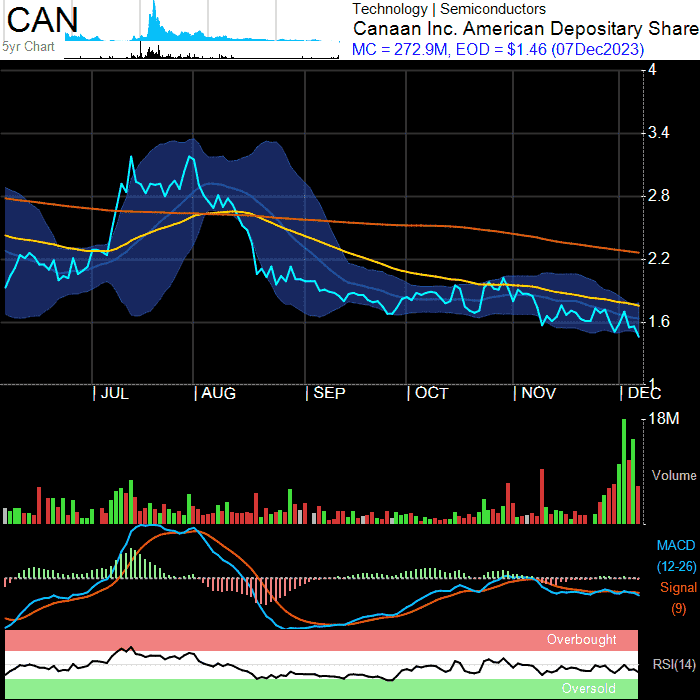 CAN
5yr Chart
Technology | Semiconductors
Canaan Inc. American Depositary Share
MC = 272.9M, EOD = $1.46 (07Dec2023)
4
3.4
2.8
2.2
1.6
1
JUL
AUG
SEP
OCT
NOV
DEC
18M
Volume
MACD
(12-26)
Signal
(9)
Overbought
RSI(14)
Oversold